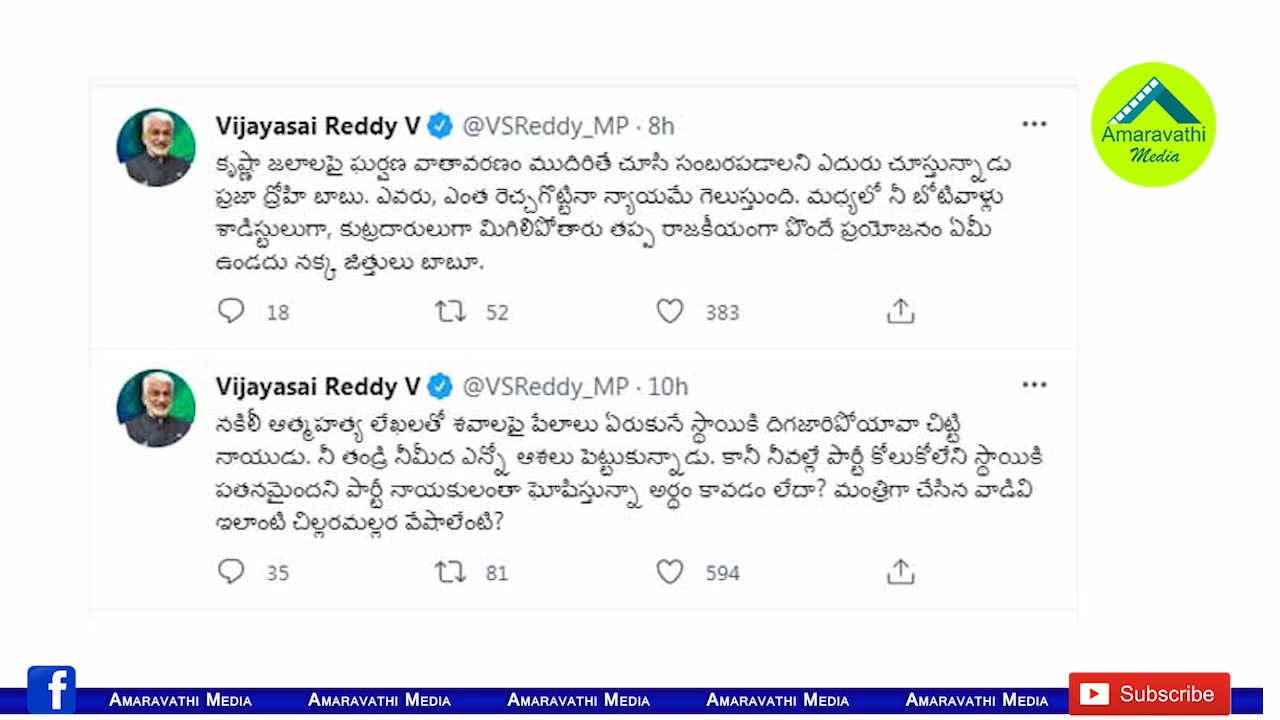 Vijayasai Reddy V @VSReddy_MP · 8h
కృష్ణా జలాలపై ఘర్షణ వాతావరణం ముదిరితే చూసి సంబరపడాలని ఎదురు చూస్తున్నాడు
ప్రజా ద్రోహి బాబు. ఎవరు, ఎంత రెచ్చగొట్టినా న్యాయమే గెలుస్తుంది. మధ్యలో నీ బోటివాళ్లు
శాడిస్టులుగా, కుట్రదారులుగా మిగిలిపోతారు తప్ప రాజకీయంగా పొందే ప్రయోజనం ఏమీ
ఉండదు నక్క జిత్తులు బాబూ.
18 52 383
Vijayasai Reddy V @VSReddy_MP · 10h
నకిలీ ఆత్మహత్య లేఖలతో శవాలపై పేలాలు ఏరుకునే స్థాయికి దిగజారిపోయావా చిట్టి
నాయుడు. నీ తండ్రి నీమీద ఎన్నో ఆశలు పెట్టుకున్నాడు. కానీ నీవల్లే పార్టీ కోలుకోలేని స్థాయికి
పతనమైందని పార్టీ నాయకులంతా ఘోషిస్తున్నా అర్థం కావడం లేదా? మంత్రిగా చేసిన వాడివి
ఇలాంటి చిల్లరమల్లర వేషాలేంటి?
35 81 594
Amaravathi
Media
f Amaravathi Media Amaravathi Media Amaravathi Media Amaravathi Media Amaravathi Media Subscribe